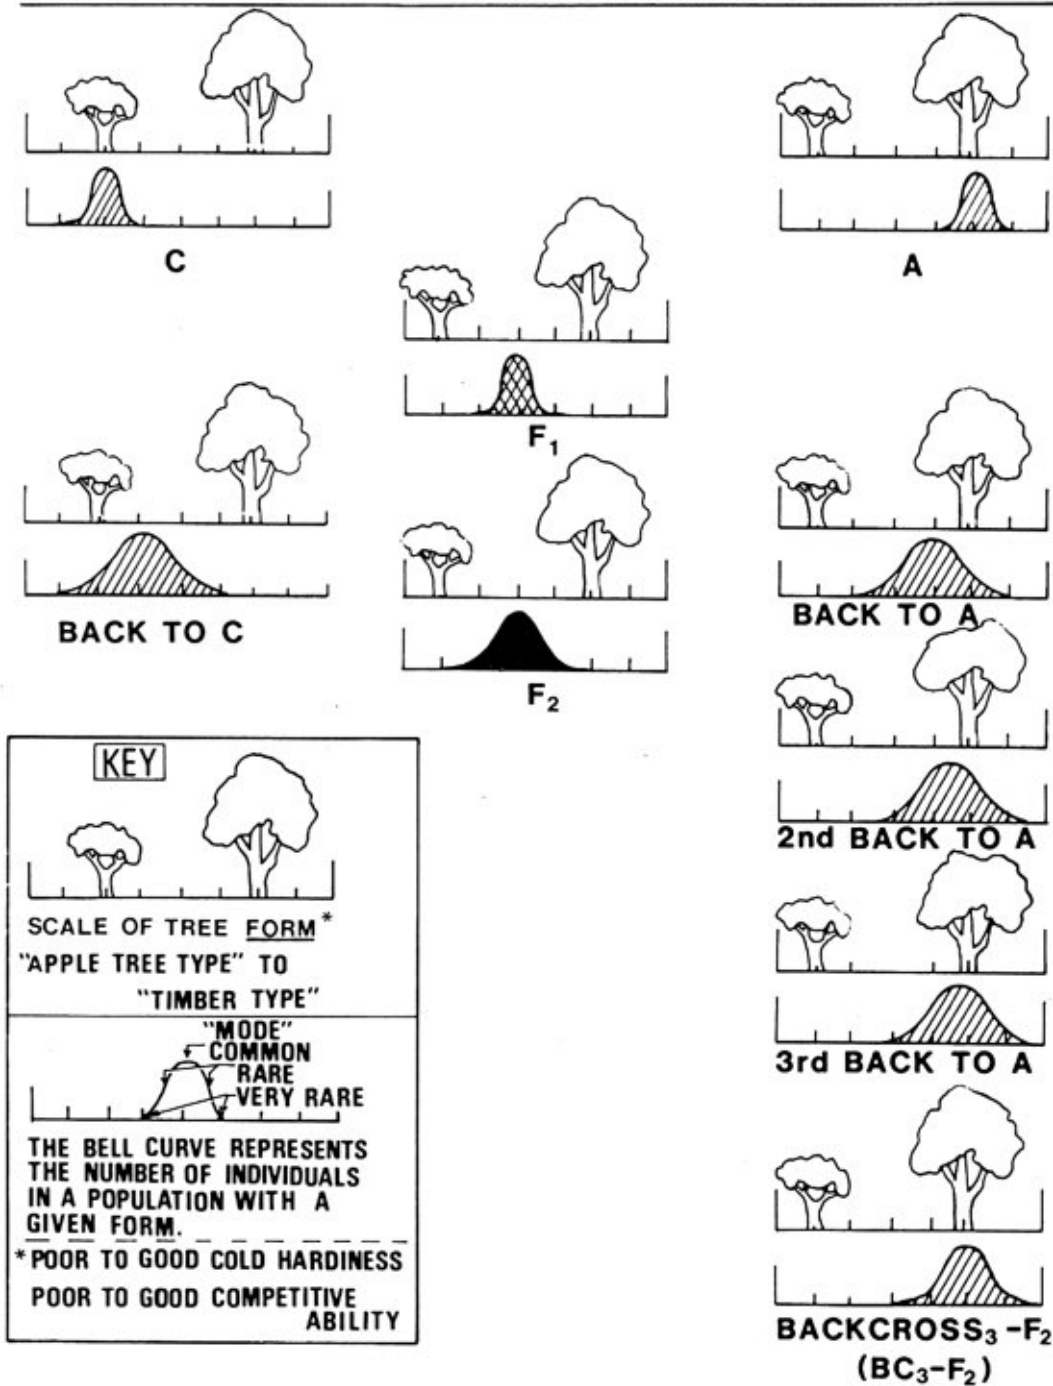 C
A
F₁
BACK TO C
F₂
BACK TO A
2nd BACK TO A
3rd BACK TO A
BACKCROSS₃-F₂
(BC₃-F₂)
KEY
SCALE OF TREE FORM*
"APPLE TREE TYPE" TO
"TIMBER TYPE"
"MODE"
COMMON
RARE
VERY RARE
THE BELL CURVE REPRESENTS
THE NUMBER OF INDIVIDUALS
IN A POPULATION WITH A
GIVEN FORM.
*POOR TO GOOD COLD HARDINESS
POOR TO GOOD COMPETITIVE
ABILITY